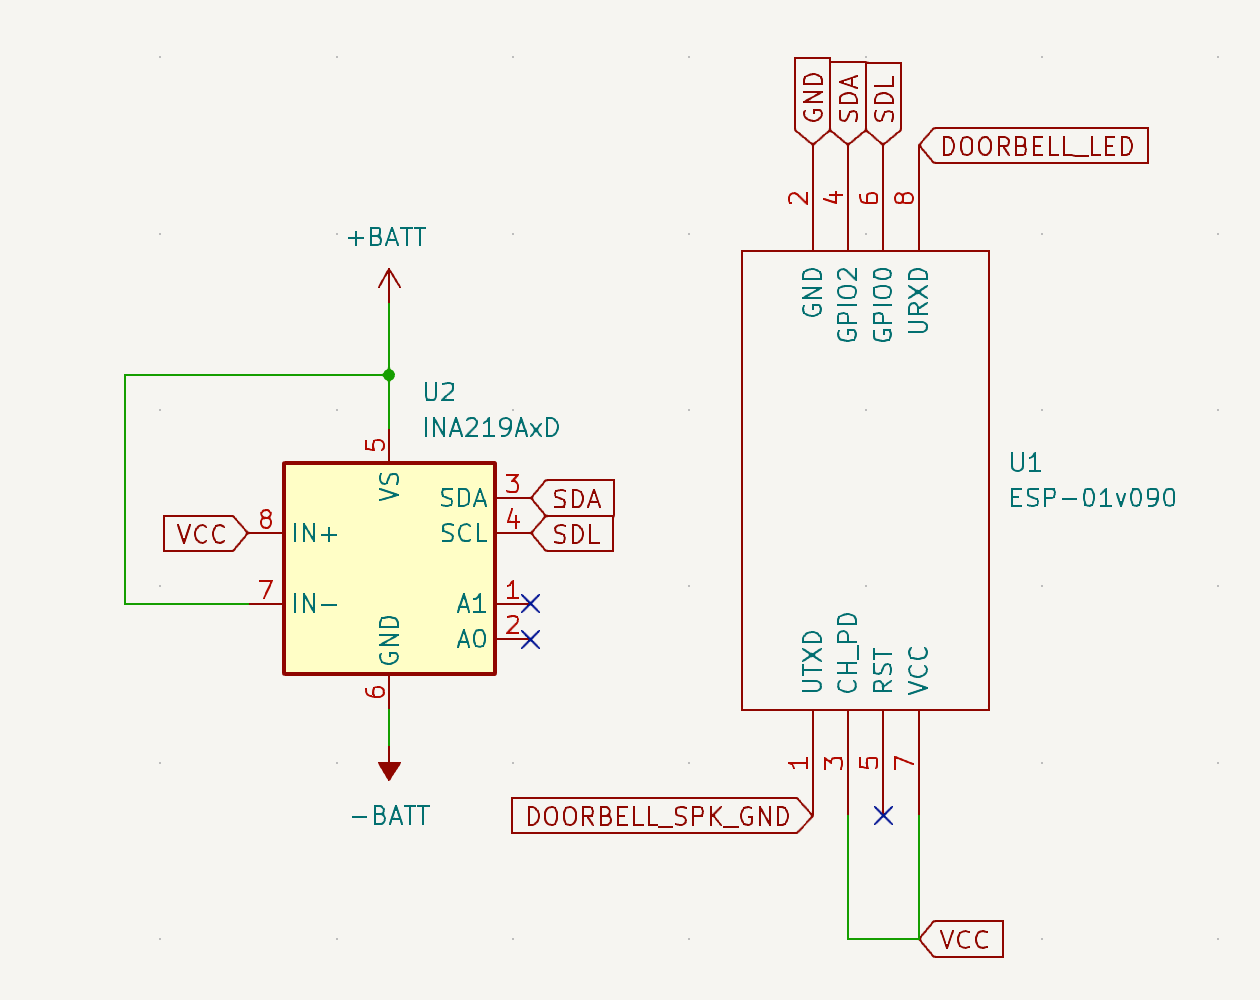 GND
SDA
SDL
DOORBELL_LED
2
4
6
8
GND
GPIO2
GPIO0
URXD
U1
ESP-01v090
UTXD
CH_PD
RST
VCC
1
3
5
7
DOORBELL_SPK_GND
VCC
+BATT
U2
INA219AxD
5
VS
VCC
8
IN+
7
IN-
SDA
3
SDA
SCL
4
SDL
A1
1
A0
2
GND
6
-BATT